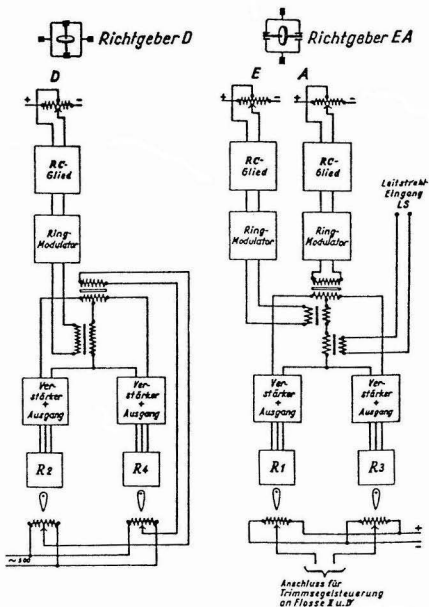 Richtgeber D
Richtgeber EA
D
E A
+ -
+ -
+ -
RC-
Glied
RC-
Glied
RC-
Glied
Leitstrahl-
Eingang
LS
Ring-
Modulator
Ring-
Modulator
Ring-
Modulator
Ver-
stärker
+
Ausgang
Ver-
stärker
+
Ausgang
Ver-
stärker
+
Ausgang
Ver-
stärker
+
Ausgang
R2
R4
R1
R3
~ 500
+
-
Anschluss für
Trimmsegelsteuerung
an Flosse II u. IV